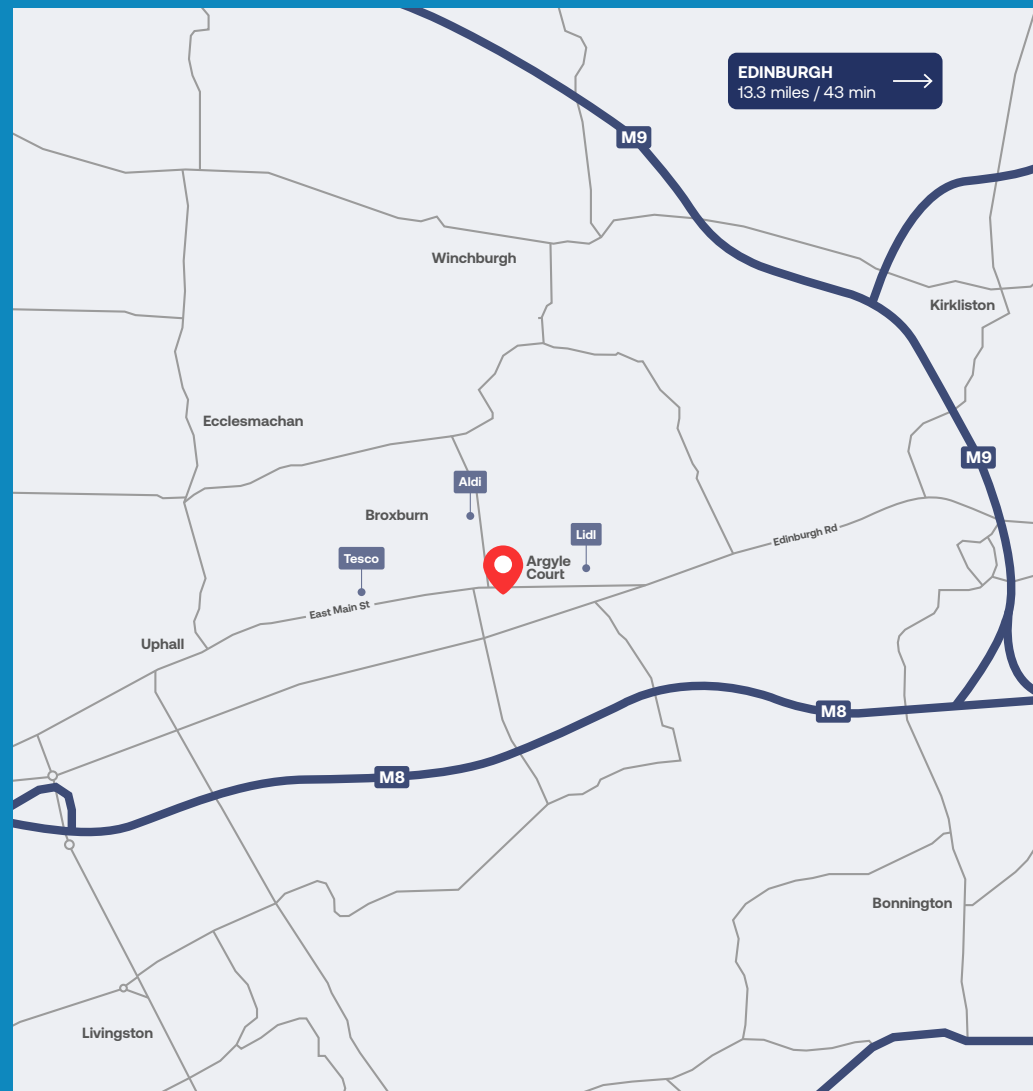 EDINBURGH
13.3 miles / 43 min
M9
Winchburgh
Kirkliston
Ecclesmachan
M9
Aldi
Broxburn
Lidl
Edinburgh Rd
Tesco
Argyle
Court
East Main St
Uphall
M8
M8
Bonnington
Livingston